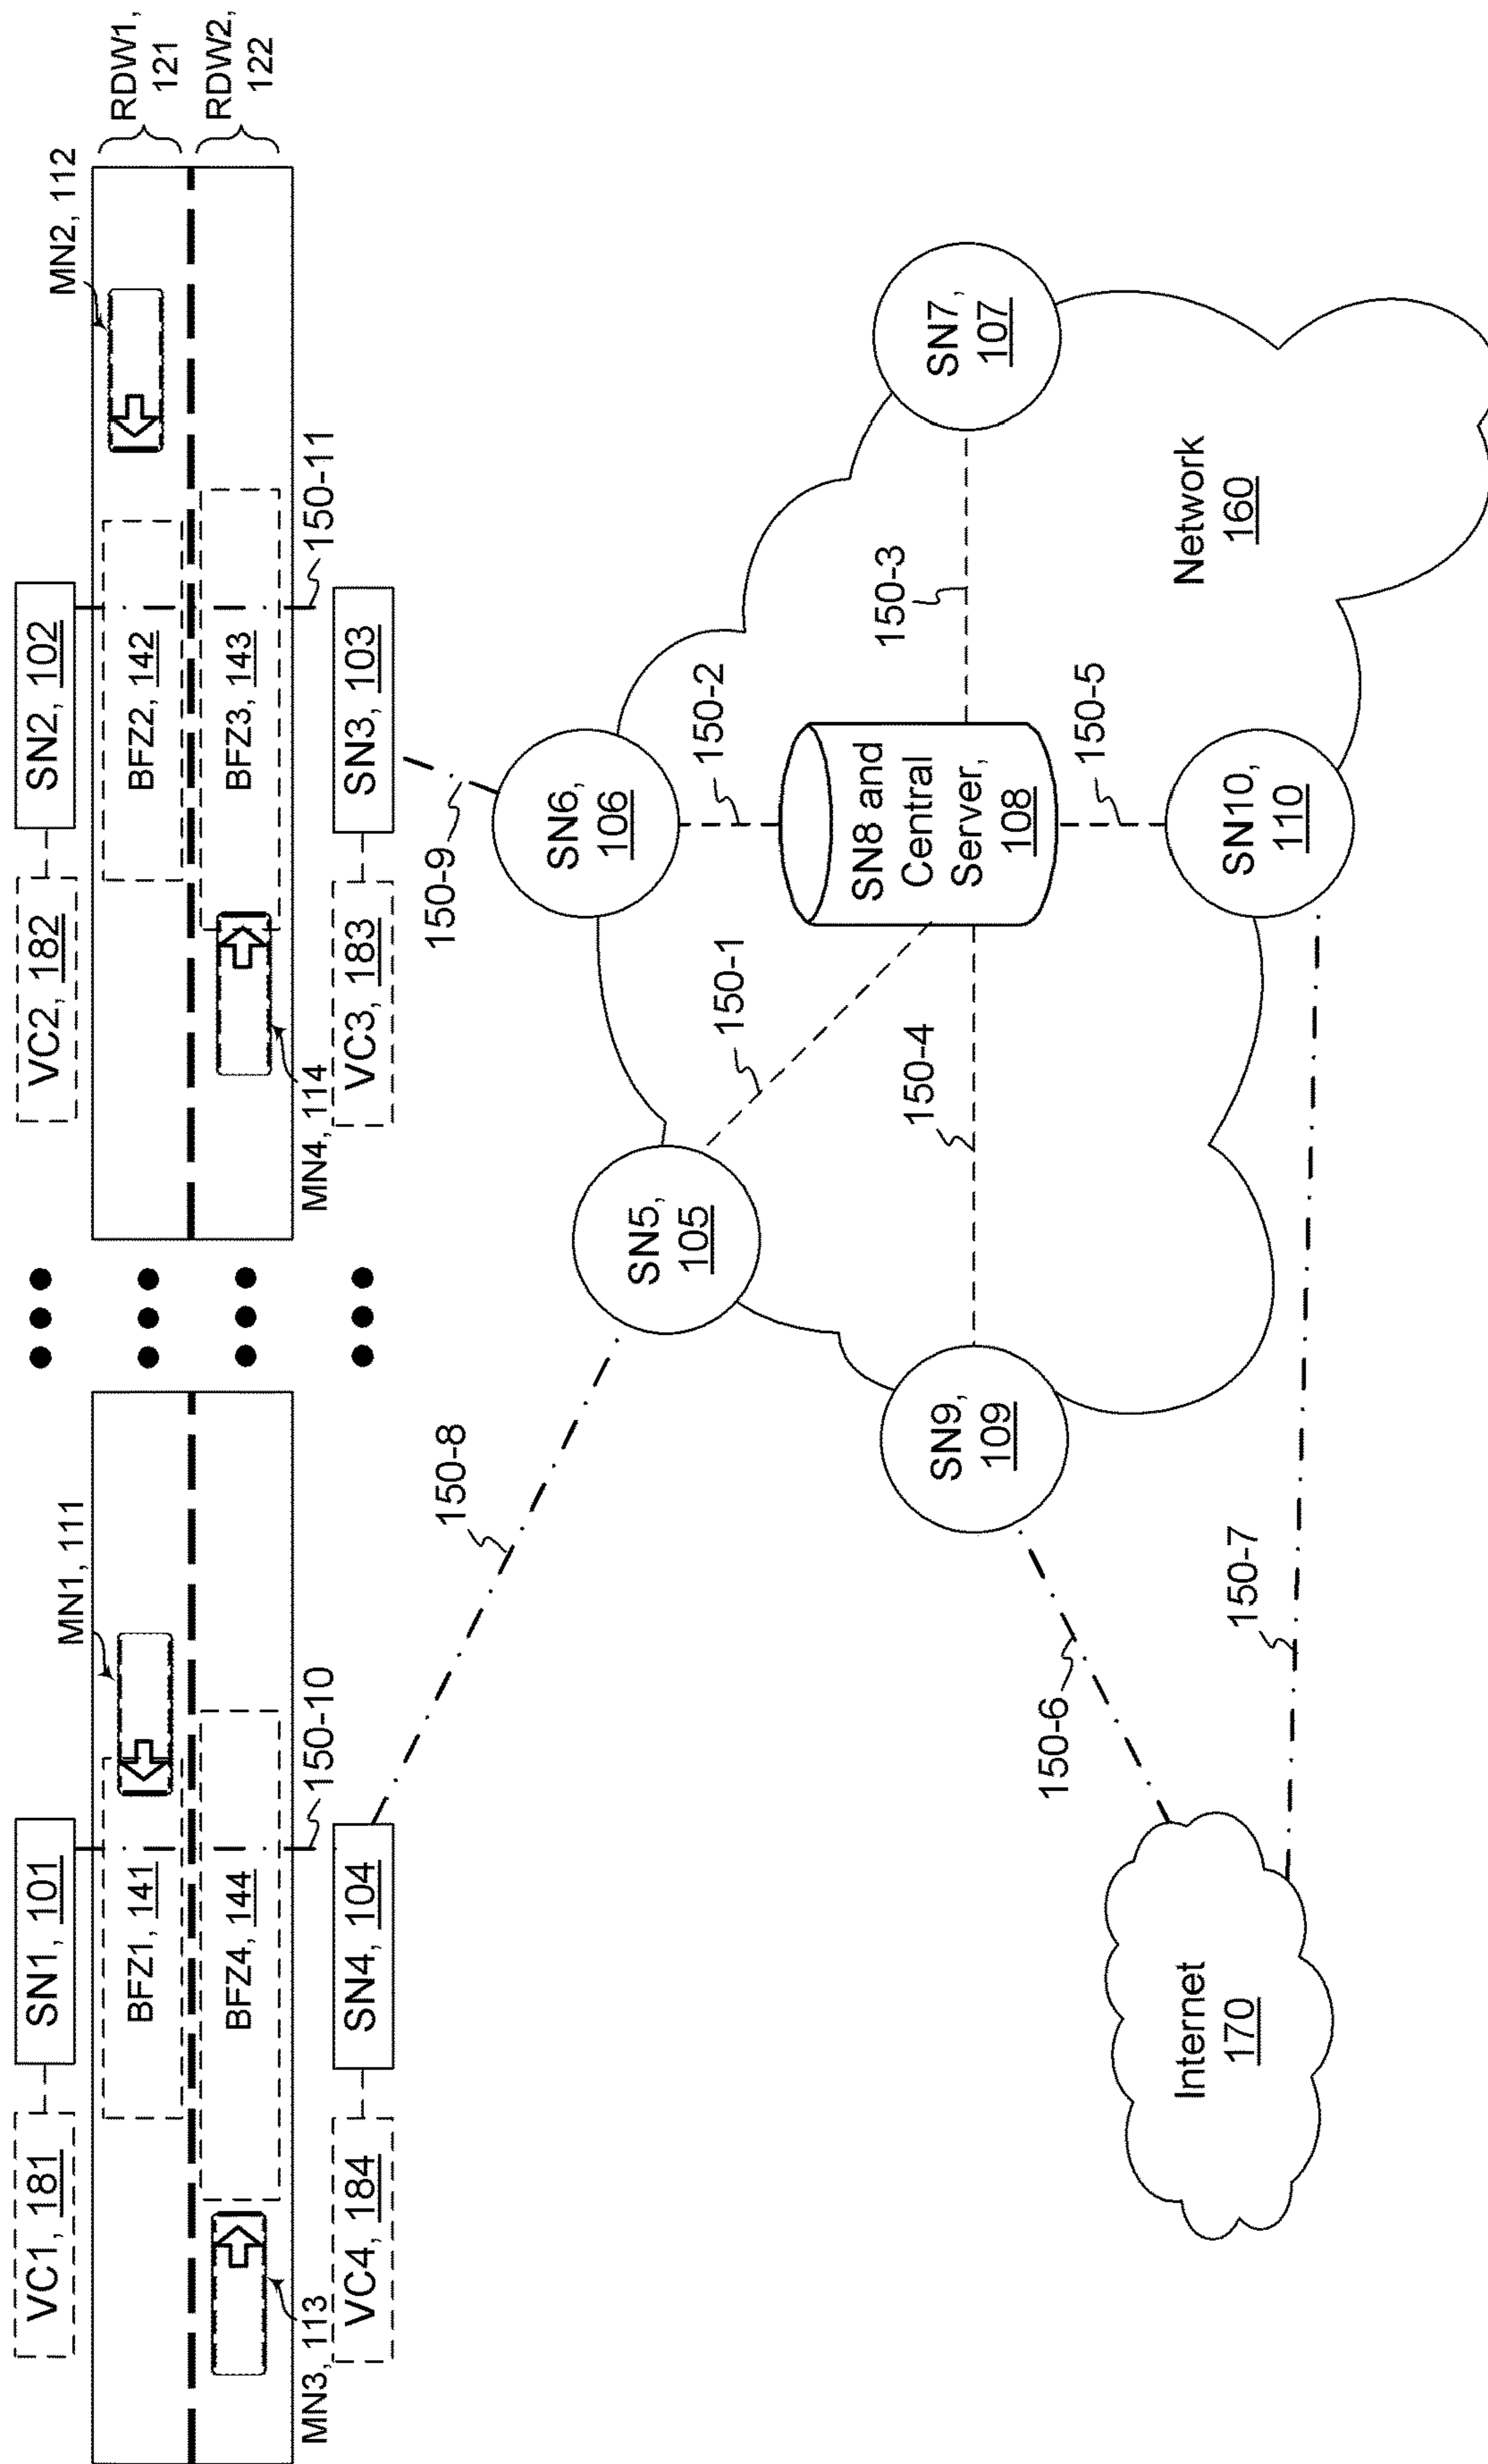 RDW1,
121
RDW2,
122
VC1, 181
SN1, 101
MN1, 111
VC2, 182
SN2, 102
MN2, 112
BFZ1, 141
BFZ2, 142
BFZ4, 144
BFZ3, 143
MN3, 113
150-10
MN4, 114
150-11
VC4, 184
SN4, 104
VC3, 183
SN3, 103
150-8
150-9
SN6,
106
SN5,
105
150-2
150-1
150-3
SN7,
107
SN8 and
Central
Server,
108
150-4
SN9,
109
150-5
150-6
SN10,
110
Network
160
150-7
Internet
170